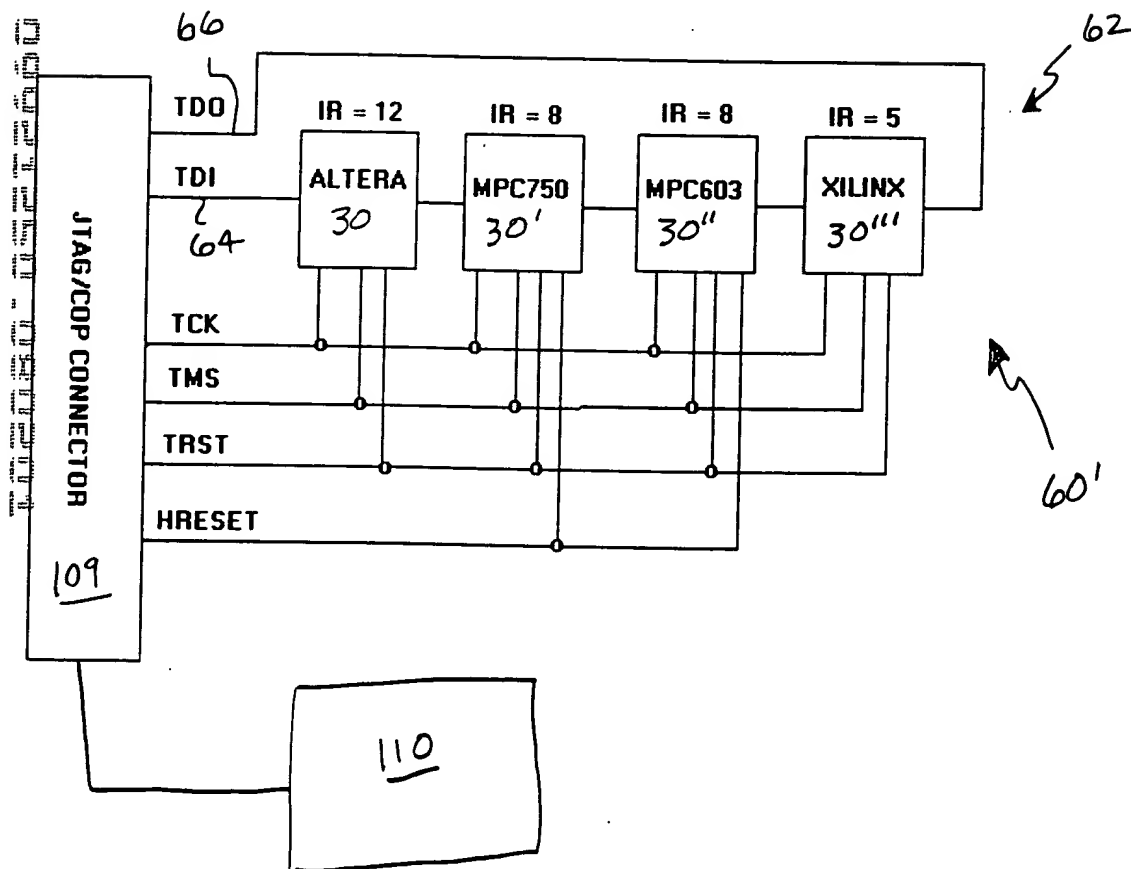 66
62
TDO
IR = 12
IR = 8
IR = 8
IR = 5
TDI
64
ALTERA
30
MPC750
30'
MPC603
30"
XILINX
30'''
JTAG/COP CONNECTOR
TCK
TMS
TRST
HRESET
60'
109
110